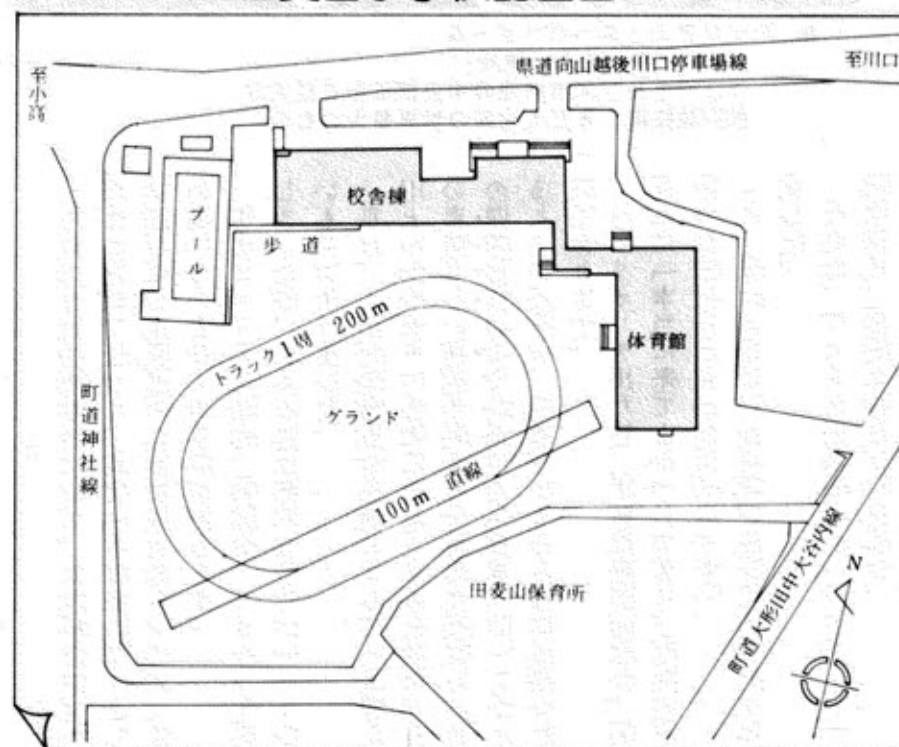 県道向山越後川口停車場線
至川口
至小高
校舎棟
プール
歩道
体育館
トラック1周 200m
グランド
100m 直線
町道神社線
田麦山保育所
町道大形田中大谷内線
N